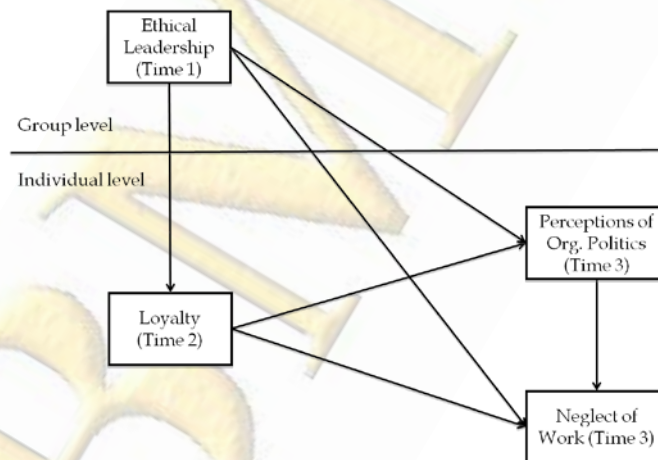 Ethical
Leadership
(Time 1)
Group level
Individual level
Perceptions of
Org. Politics
(Time 3)
Loyalty
(Time 2)
Neglect of
Work (Time 3)